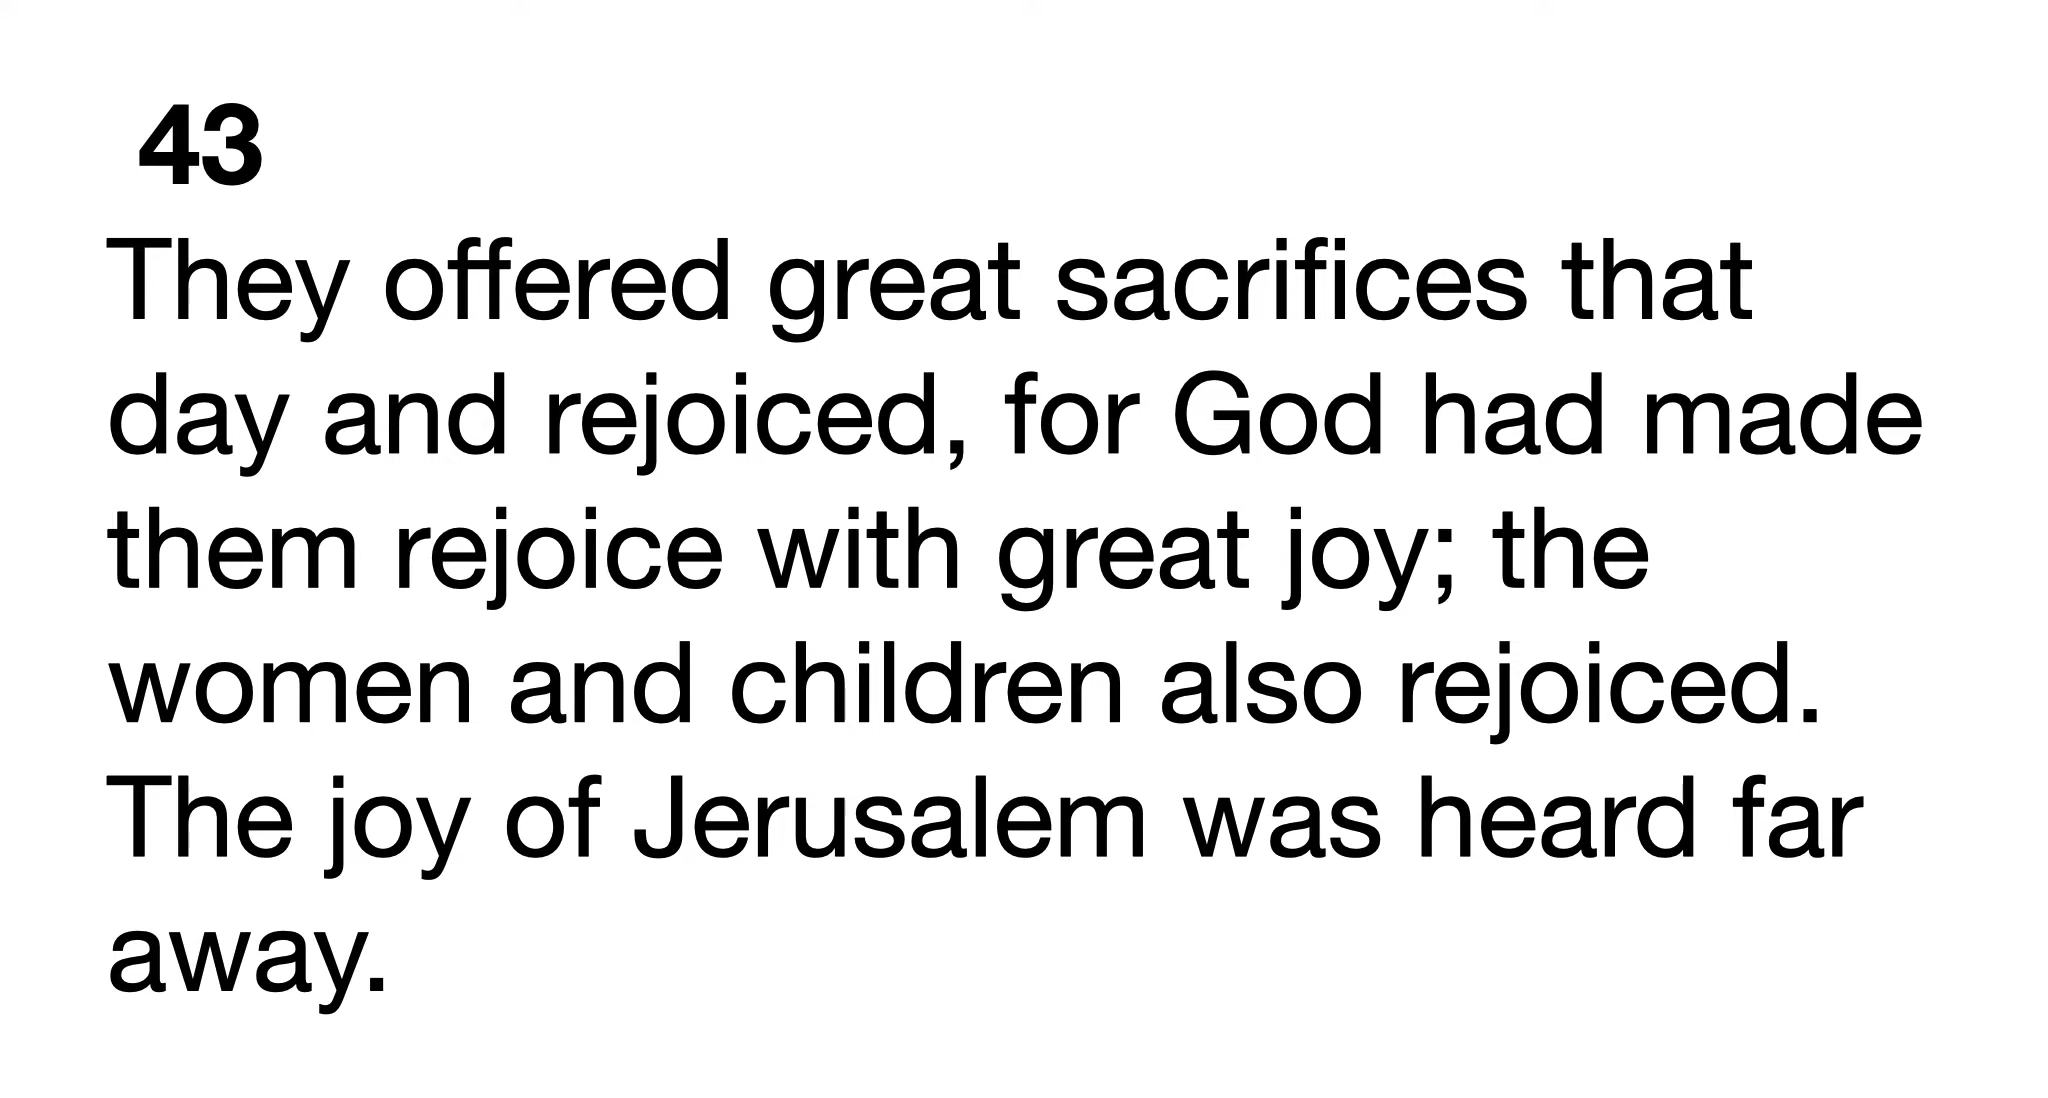 43
They offered great sacrifices that
day and rejoiced, for God had made
them rejoice with great joy; the
women and children also rejoiced.
The joy of Jerusalem was heard far
away.